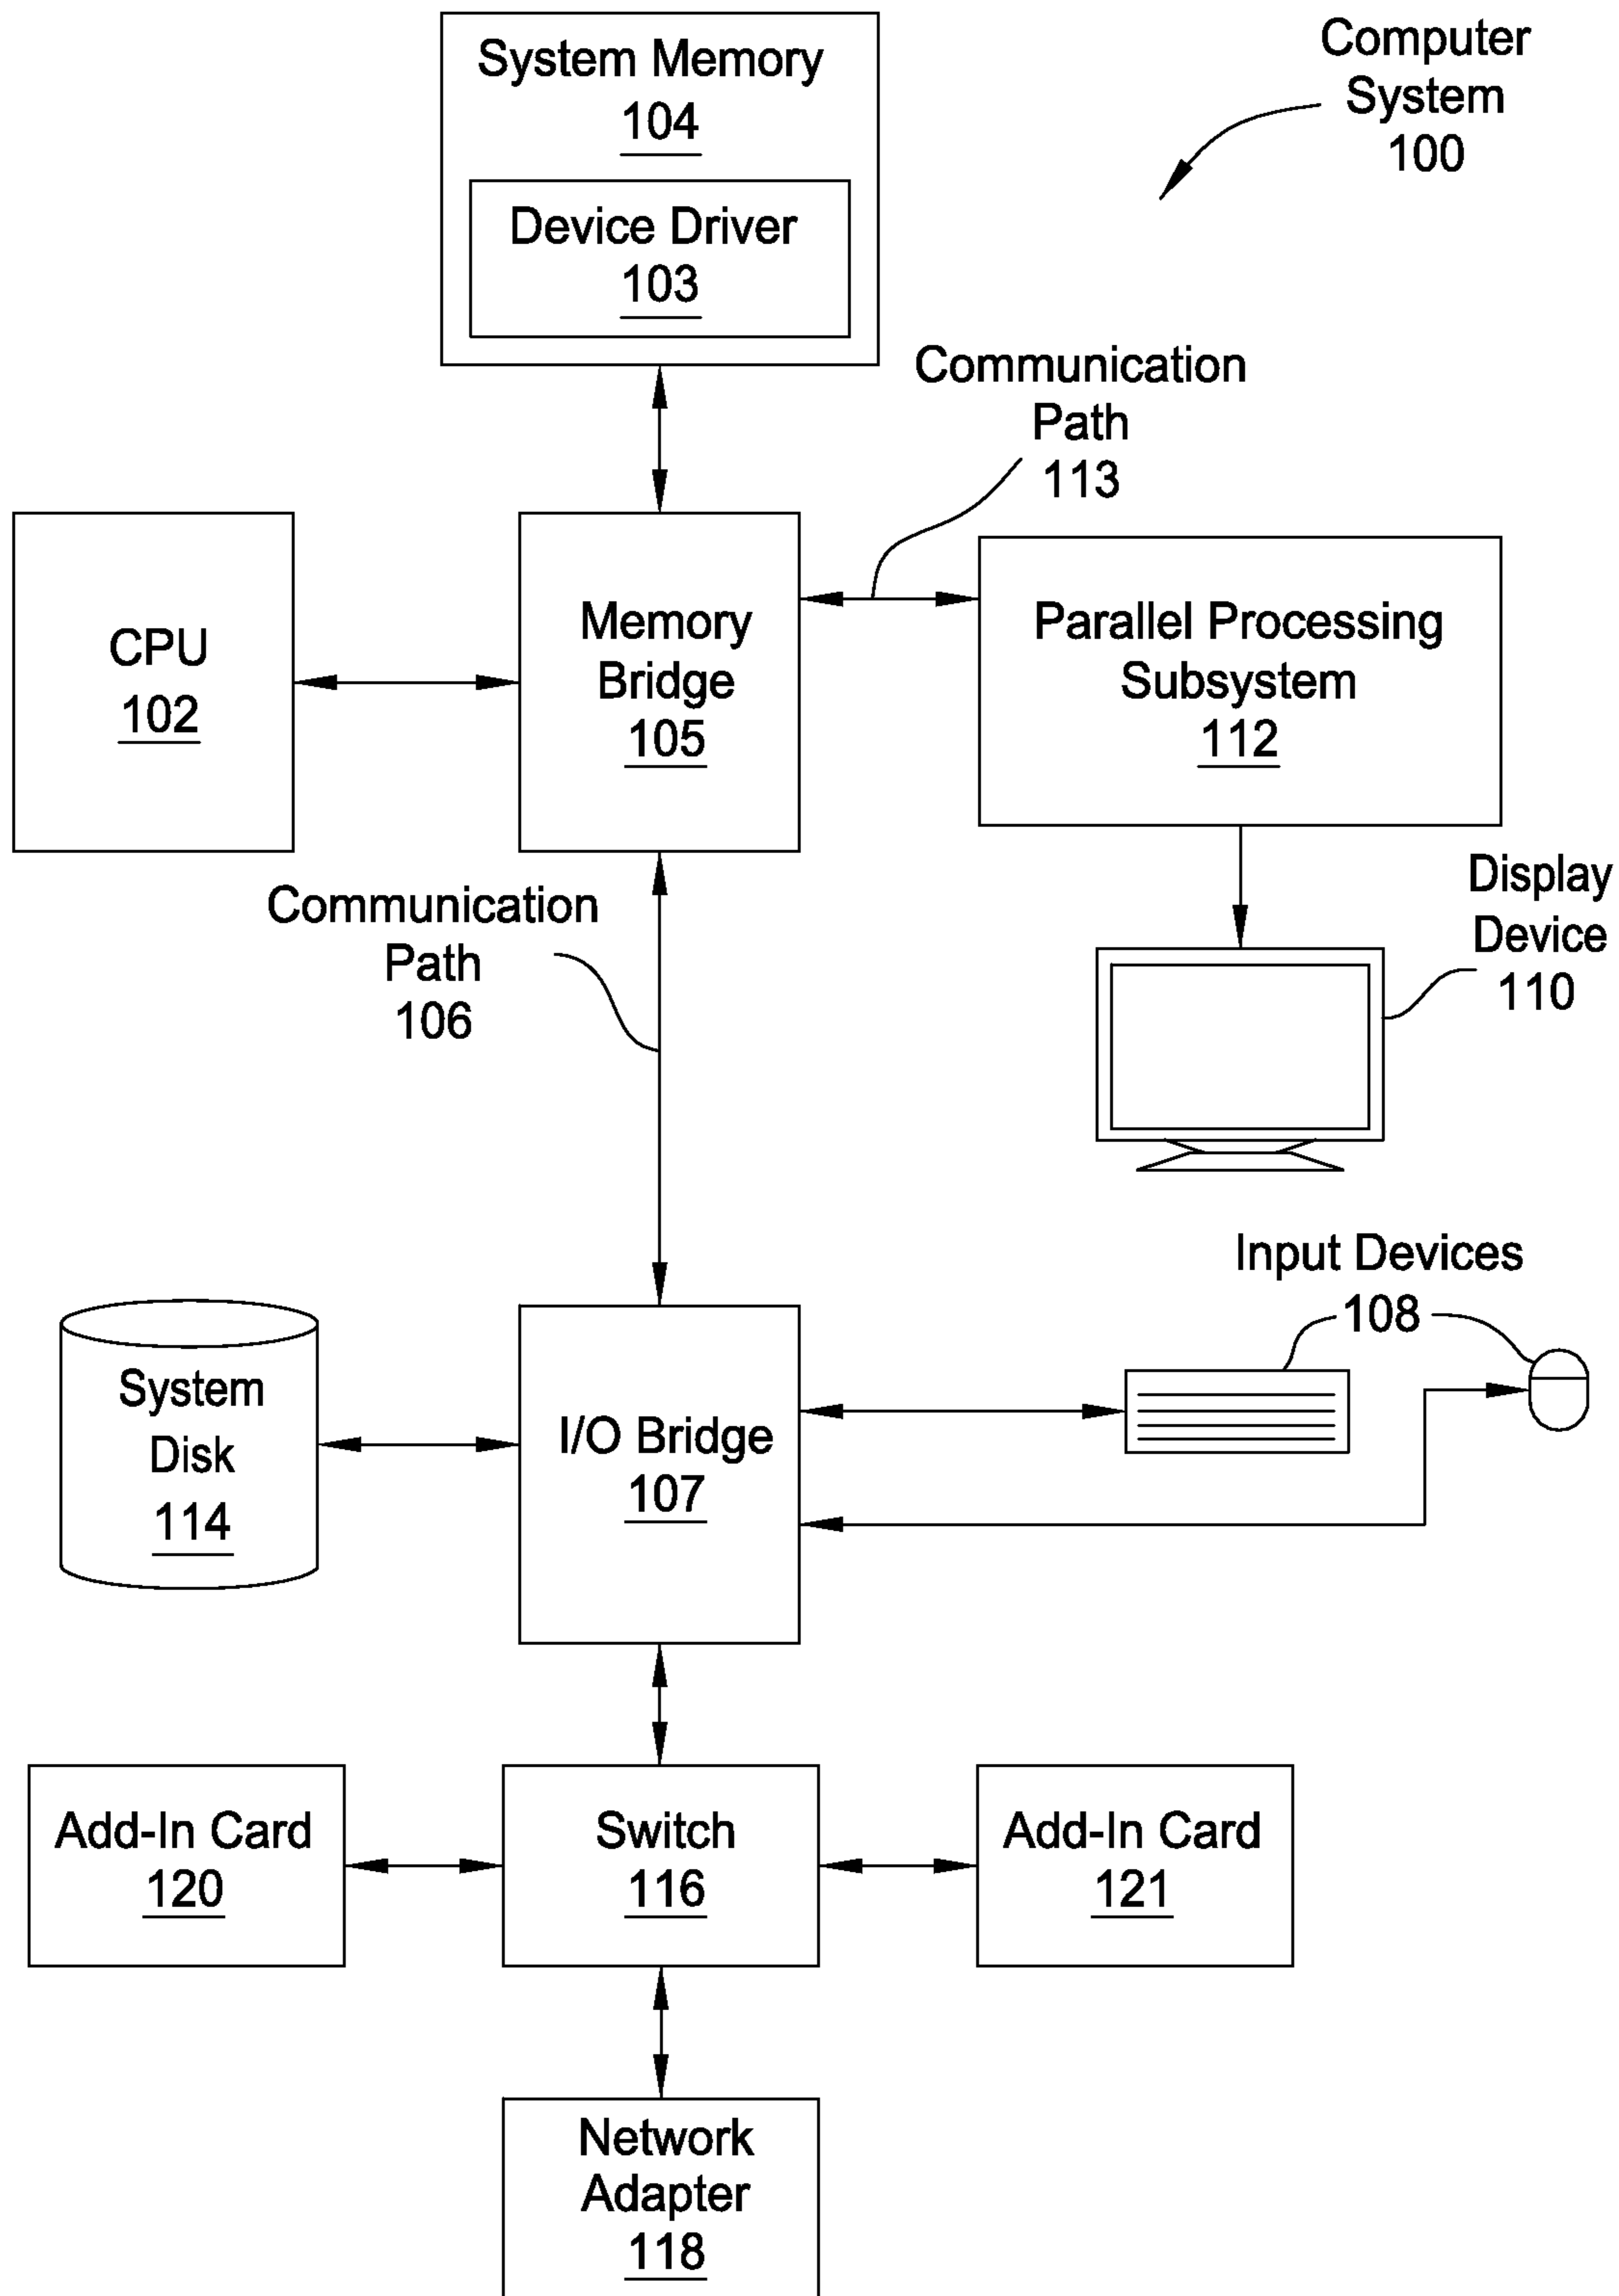 System Memory
104
Device Driver
103
Computer
System
100
Communication
Path
113
CPU
102
Memory
Bridge
105
Parallel Processing
Subsystem
112
Communication
Path
106
Display
Device
110
Input Devices
108
System
Disk
114
I/O Bridge
107
Add-In Card
120
Switch
116
Add-In Card
121
Network
Adapter
118